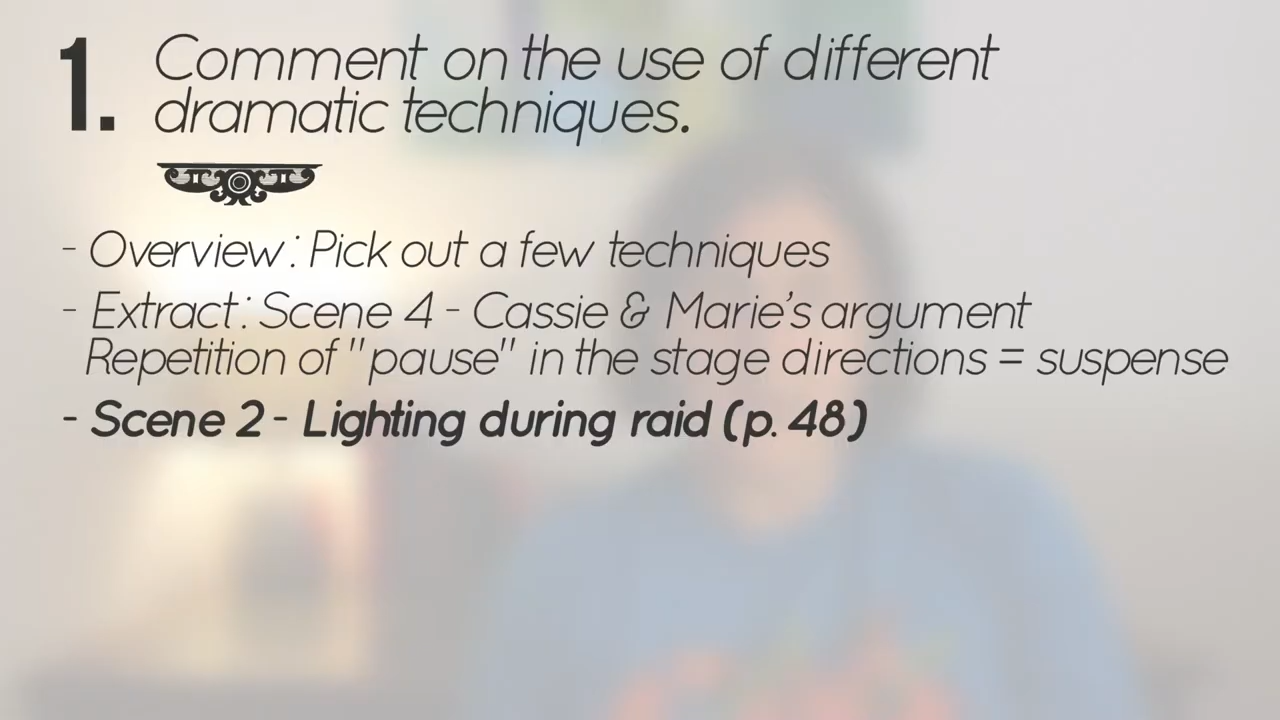 1. Comment on the use of different
dramatic techniques.
- Overview: Pick out a few techniques
- Extract: Scene 4 - Cassie & Marie's argument
Repetition of "pause" in the stage directions = suspense
- Scene 2 - Lighting during raid (p. 48)